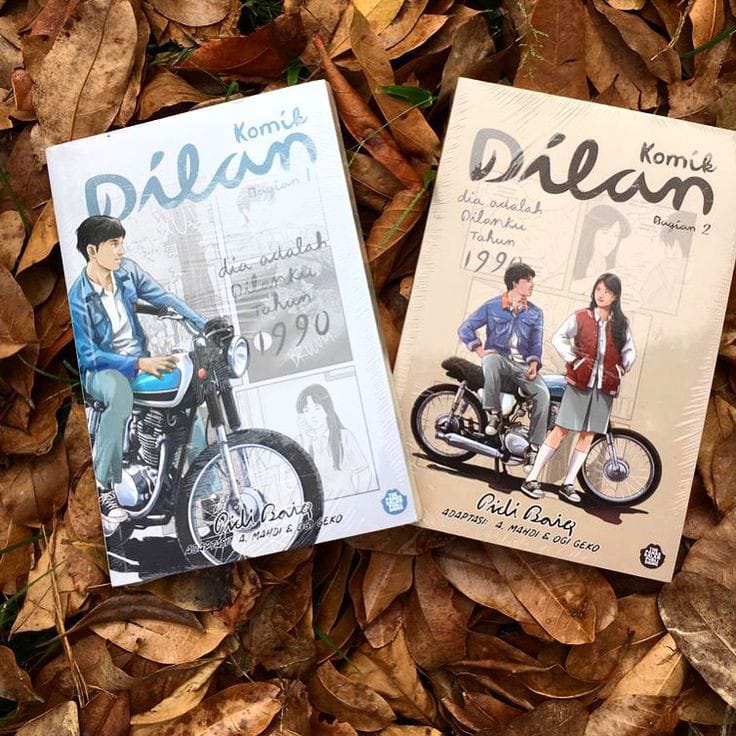 Komik
Dilan
Bagian 1
dia adalah
Dilanku
Tahun
1990
Pidi Baiq
ADAPTASI: A. MAHDI & OGI GEKO
Komik
Dilan
Bagian 2
dia adalah
Dilanku
Tahun
1990
Pidi Baiq
ADAPTASI: A. MAHDI & OGI GEKO